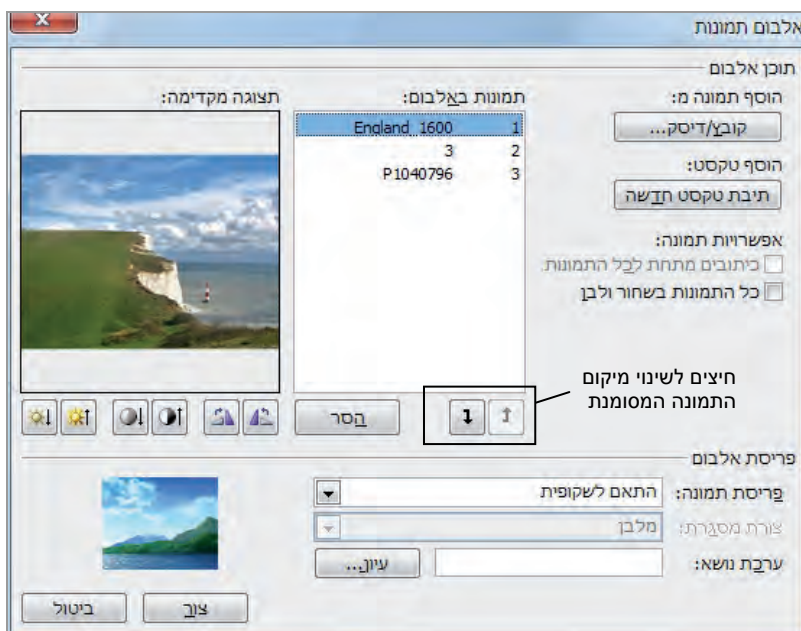 אלבום תמונות
תוכן אלבום
הוסף תמונה מ:
קובץ/דיסק...
הוסף טקסט:
תיבת טקסט חדשה
אפשרויות תמונה:
כיתובים מתחת לכל התמונות
כל התמונות בשחור ולבן
תמונות באלבום:
1 England_1600
2 3
3 P1040796
תצוגה מקדימה:
חיצים לשינוי מיקום
התמונה המסומנת
הסר
פריסת אלבום
פריסת תמונה: התאם לשקופית
צורת מסגרת: מלבן
ערכת נושא: עיון...
צור
ביטול